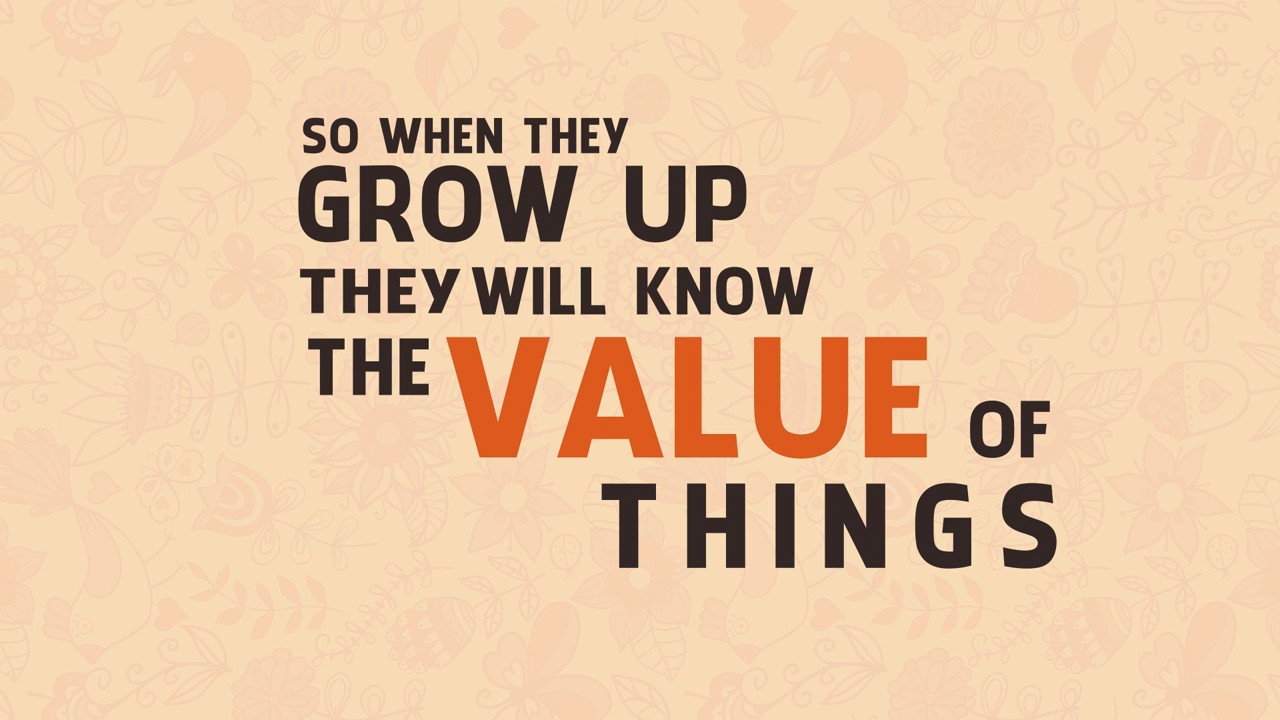 SO WHEN THEY
GROW UP
THEY WILL KNOW
THE VALUE OF
THINGS